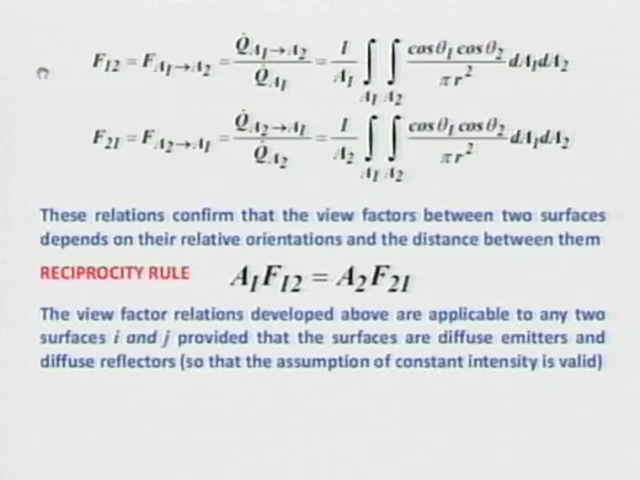 F12 = FA1→A2 = Q̇A1→A2 / Q̇A1 = 1/A1 ∫A1 ∫A2 cosθ1 cosθ2 / πr² dA1dA2
F21 = FA2→A1 = Q̇A2→A1 / Q̇A2 = 1/A2 ∫A1 ∫A2 cosθ1 cosθ2 / πr² dA1dA2
These relations confirm that the view factors between two surfaces
depends on their relative orientations and the distance between them
RECIPROCITY RULE A1F12 = A2F21
The view factor relations developed above are applicable to any two
surfaces i and j provided that the surfaces are diffuse emitters and
diffuse reflectors (so that the assumption of constant intensity is valid)